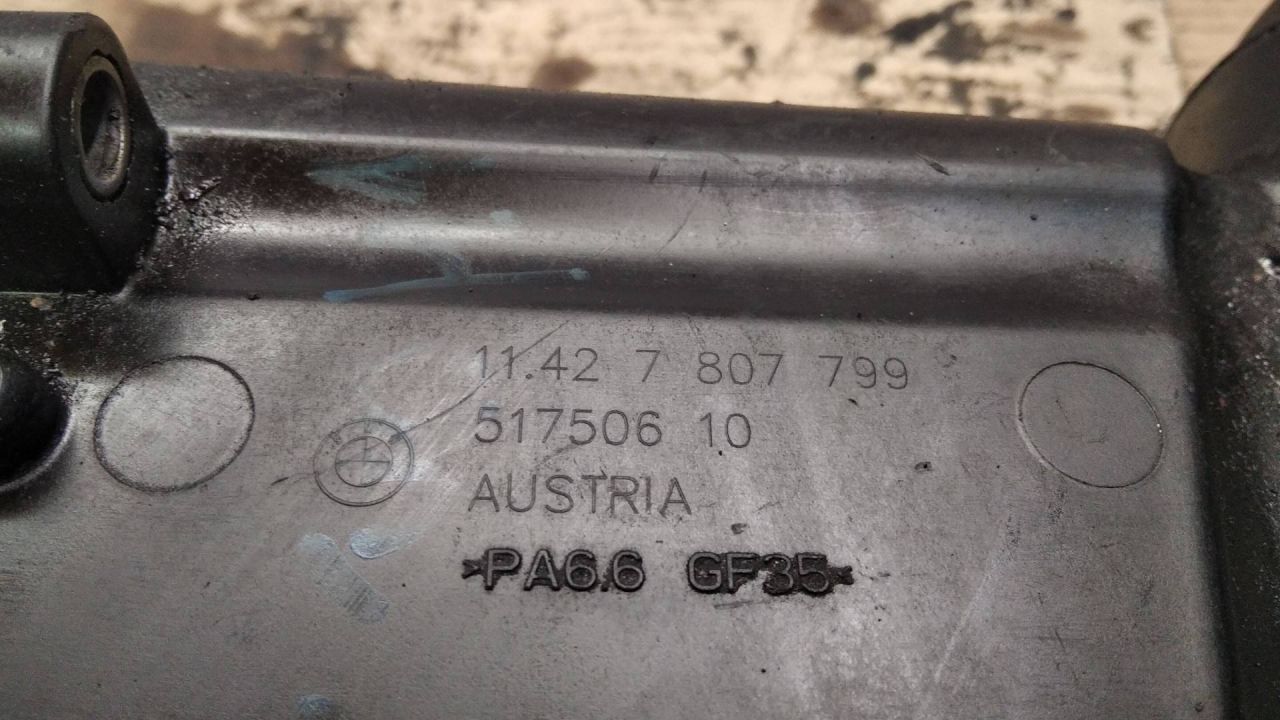 11.42 7 807 799
517506 10
AUSTRIA
>PA6.6 GF35<